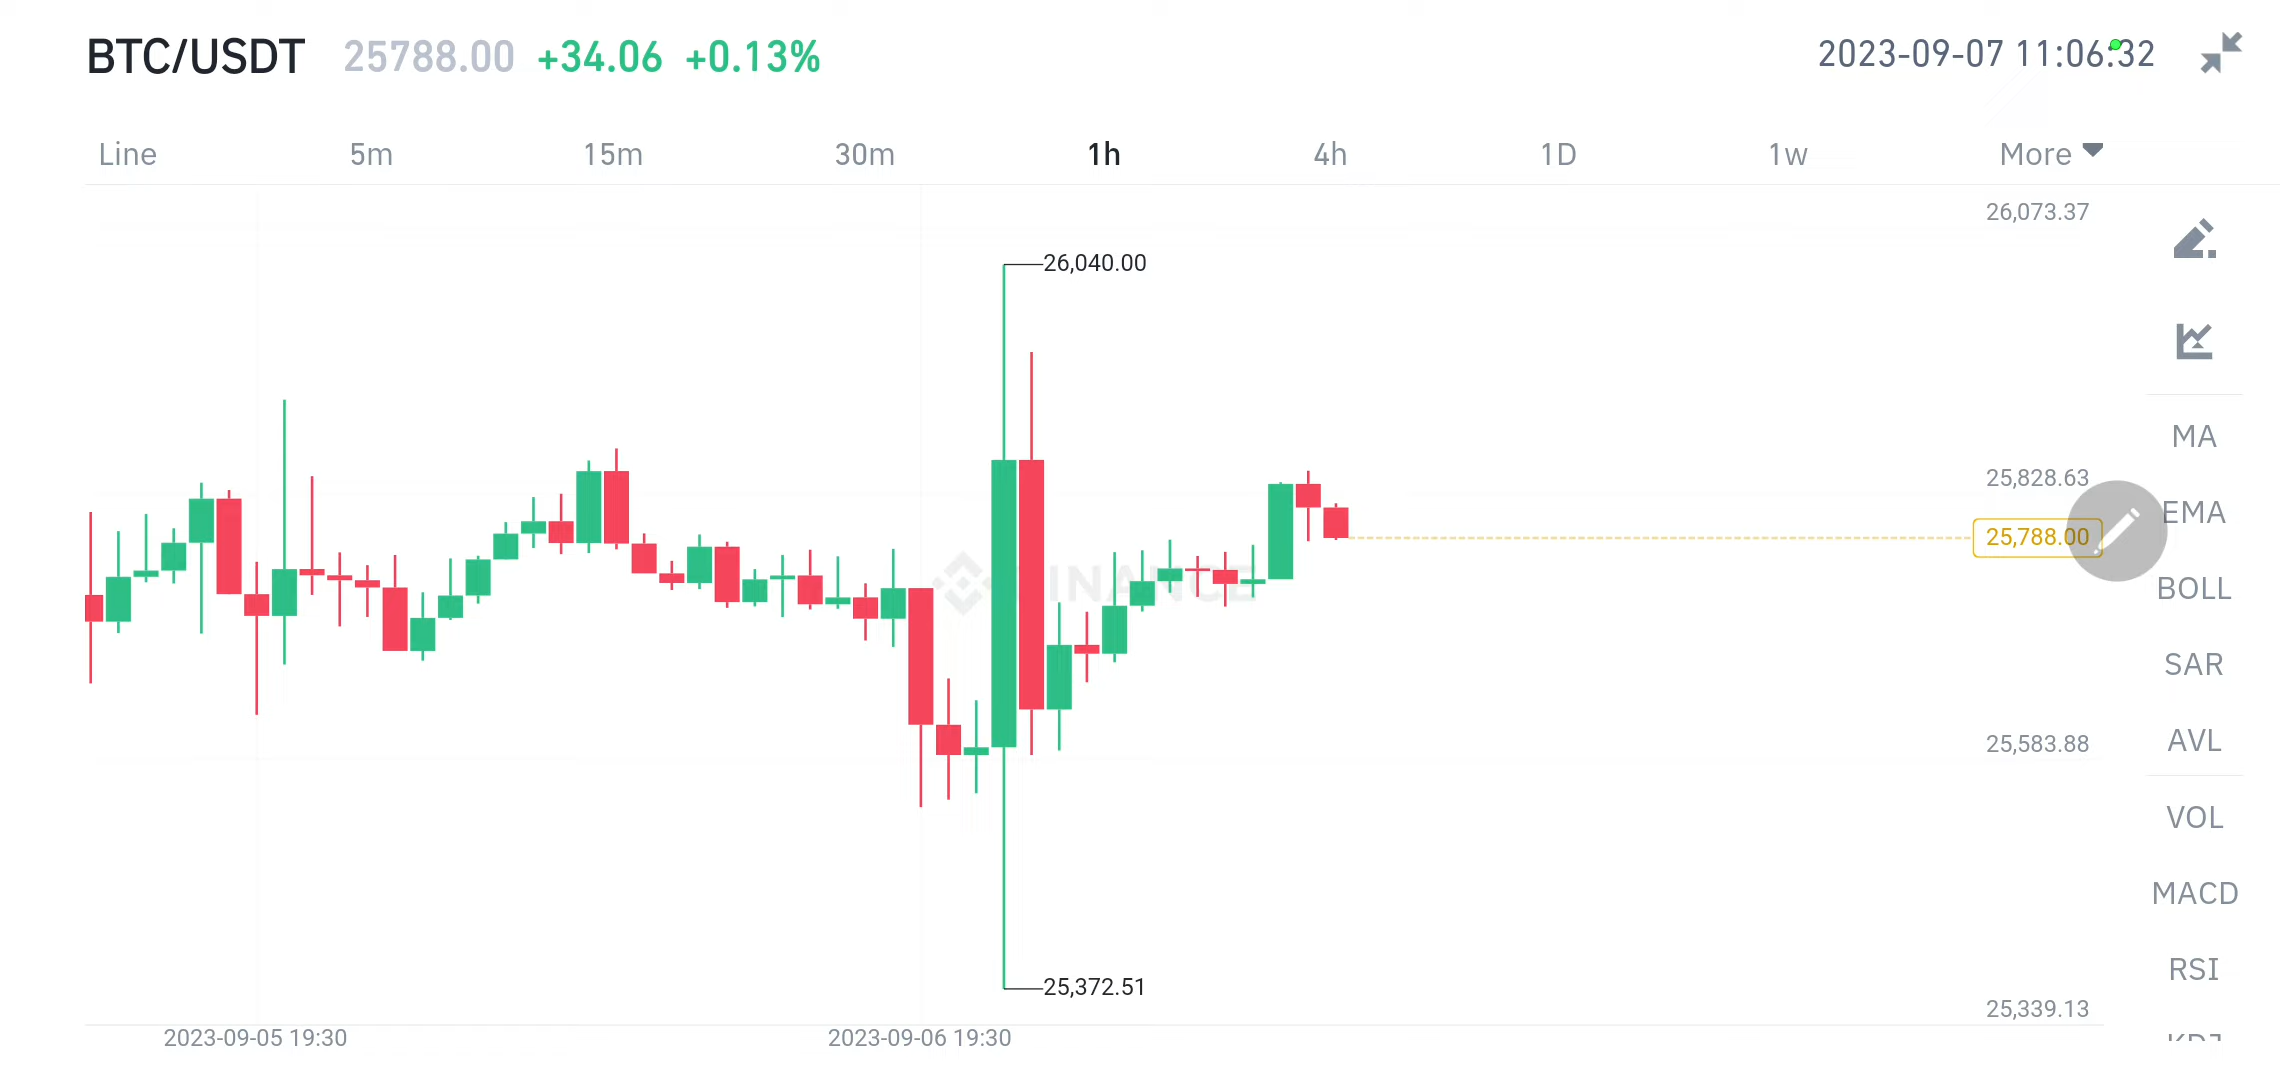 BTC/USDT 25788.00 +34.06 +0.13% 2023-09-07 11:06:32
Line 5m 15m 30m 1h 4h 1D 1w More
26,073.37
26,040.00
MA
25,828.63
EMA
25,788.00
BINANCE
BOLL
SAR
AVL
25,583.88
VOL
MACD
RSI
25,372.51
25,339.13
2023-09-05 19:30 2023-09-06 19:30
KDJ